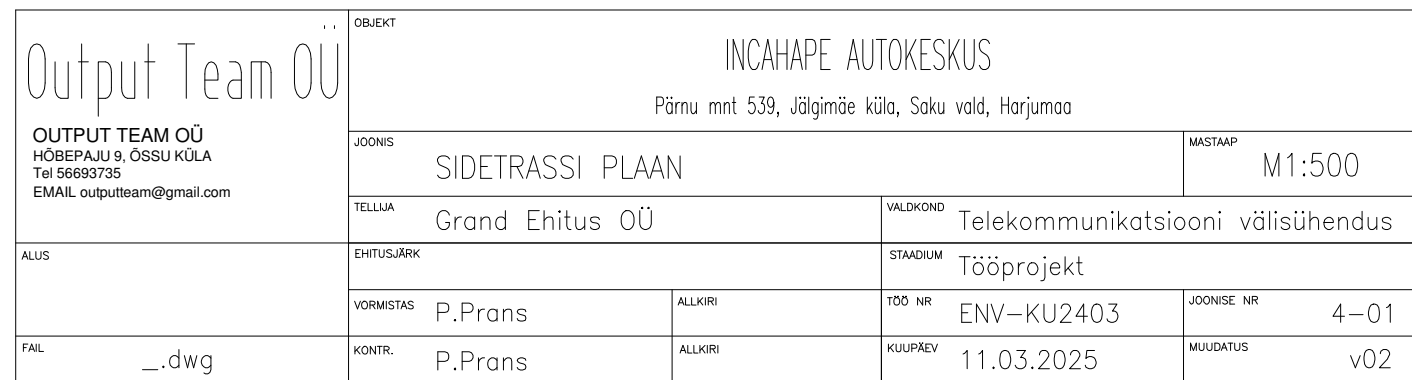 Output Team OÜ
OUTPUT TEAM OÜ
HÕBEPAJU 9, ÕSSU KÜLA
Tel 56693735
EMAIL outputteam@gmail.com
OBJEKT
INCAHAPE AUTOKESKUS
Pärnu mnt 539, Jälgimäe küla, Saku vald, Harjumaa
JOONIS
SIDETRASSI PLAAN
MASTAAP
M1:500
TELLIJA
Grand Ehitus OÜ
VALDKOND
Telekommunikatsiooni välisühendus
ALUS
EHITUSJÄRK
STAADIUM
Tööprojekt
VORMISTAS
P.Prans
ALLKIRI
TÖÖ NR
ENV-KU2403
JOONISE NR
4-01
FAIL
_.dwg
KONTR.
P.Prans
ALLKIRI
KUUPÄEV
11.03.2025
MUUDATUS
v02